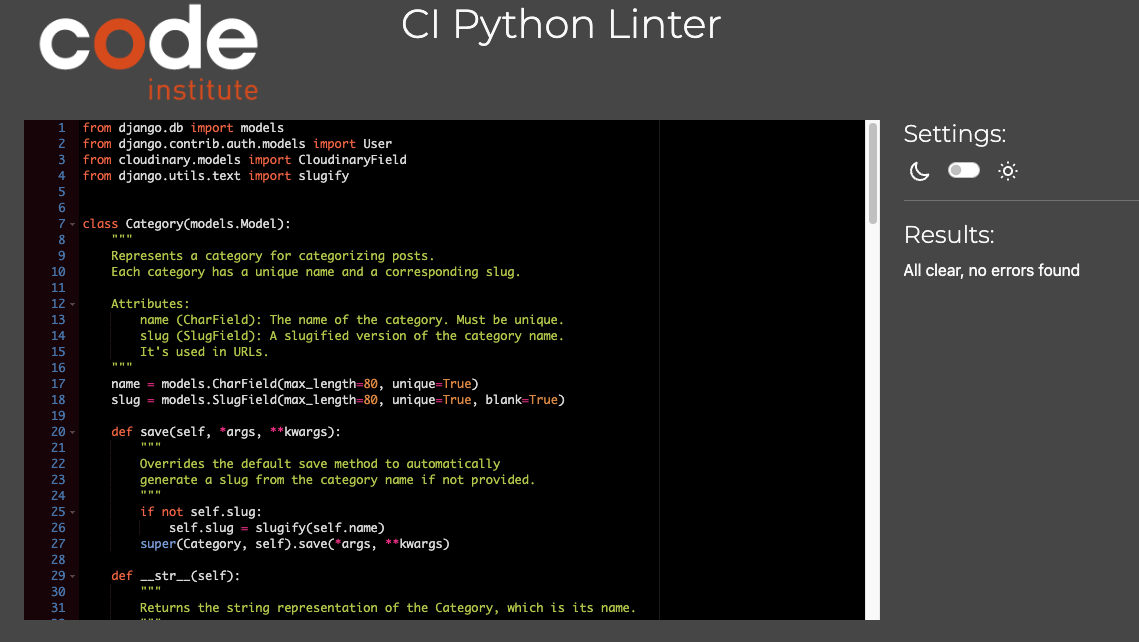 code
institute
CI Python Linter
1 from django.db import models
2 from django.contrib.auth.models import User
3 from cloudinary.models import CloudinaryField
4 from django.utils.text import slugify
5
6
7 class Category(models.Model):
8     """
9     Represents a category for categorizing posts.
10     Each category has a unique name and a corresponding slug.
11
12     Attributes:
13         name (CharField): The name of the category. Must be unique.
14         slug (SlugField): A slugified version of the category name.
15         It's used in URLs.
16     """
17     name = models.CharField(max_length=80, unique=True)
18     slug = models.SlugField(max_length=80, unique=True, blank=True)
19
20     def save(self, *args, **kwargs):
21         """
22         Overrides the default save method to automatically
23         generate a slug from the category name if not provided.
24         """
25         if not self.slug:
26             self.slug = slugify(self.name)
27         super(Category, self).save(*args, **kwargs)
28
29     def __str__(self):
30         """
31         Returns the string representation of the Category, which is its name.
Settings:
Results:
All clear, no errors found